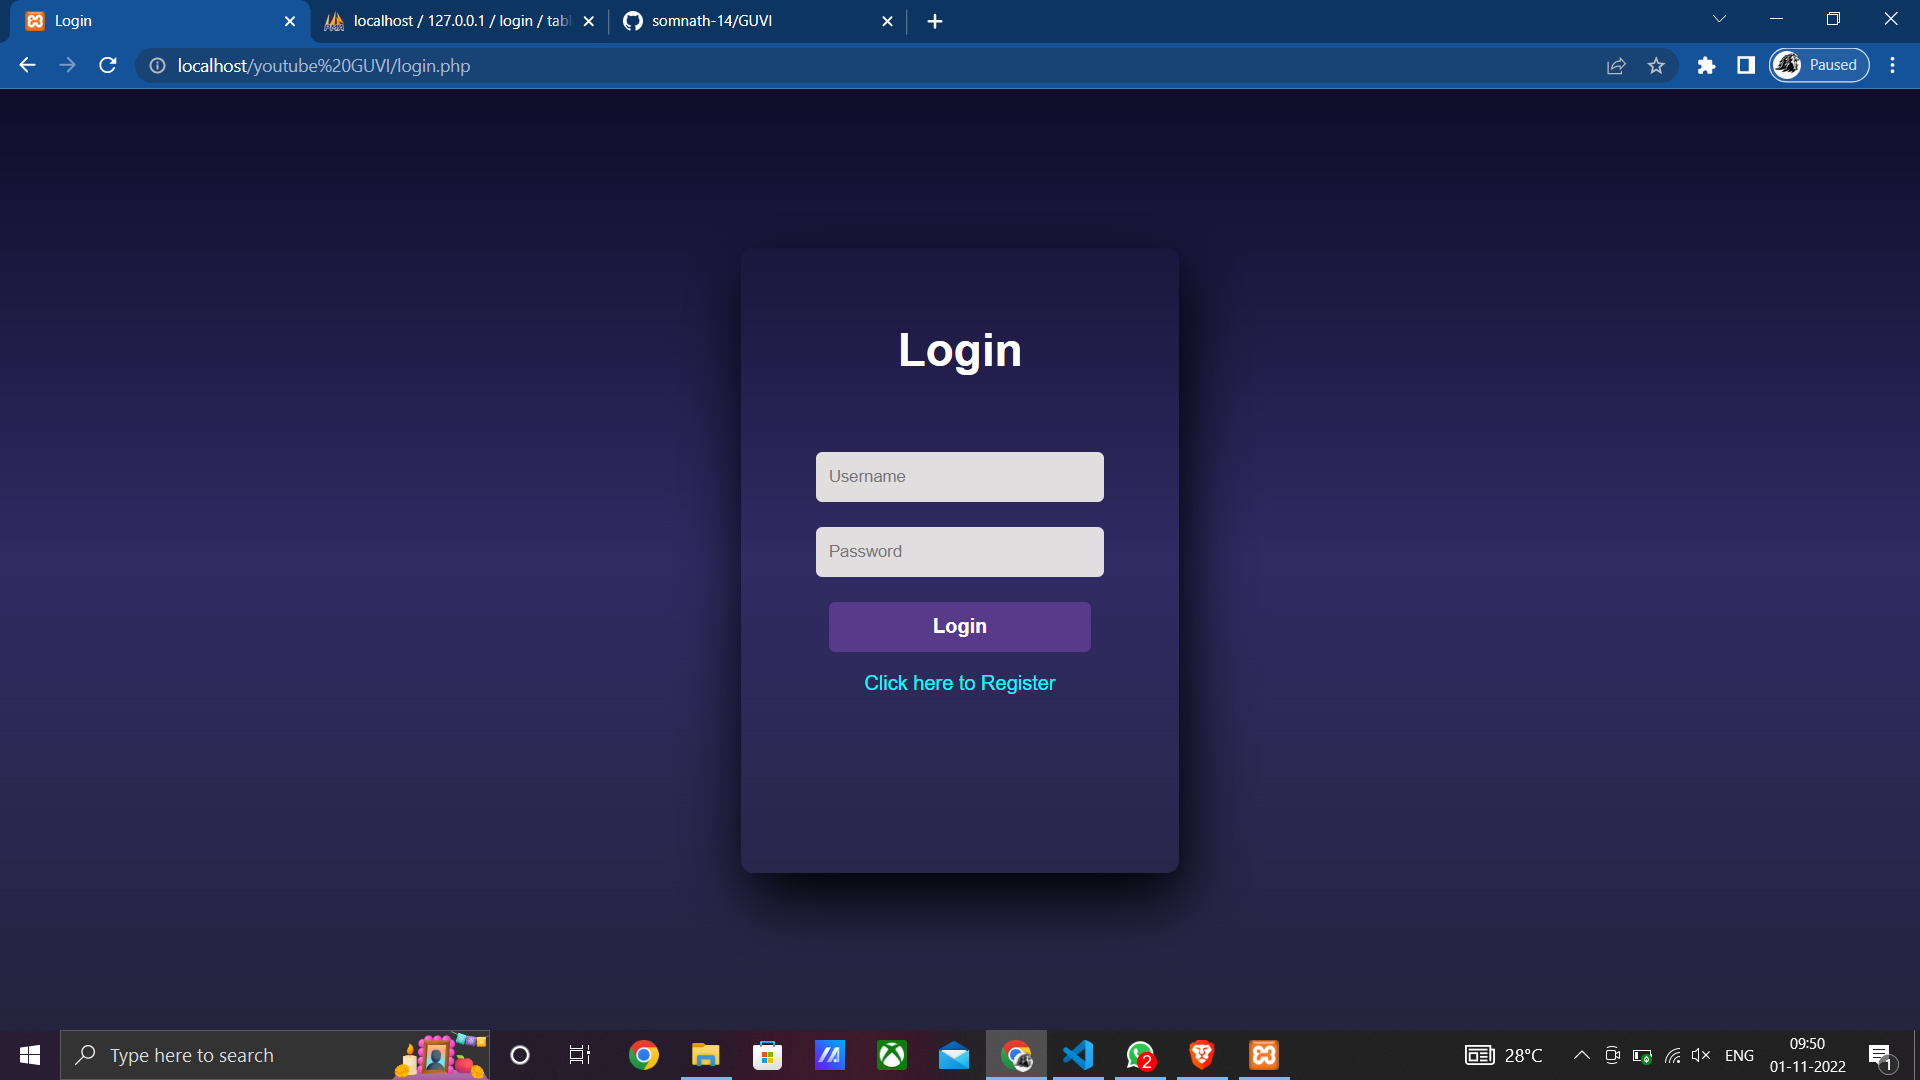 Login
localhost / 127.0.0.1 / login / tabl
somnath-14/GUVI
localhost/youtube%20GUVI/login.php
Paused
Login
Username
Password
Login
Click here to Register
Type here to search
2
28°C
ENG
09:50
01-11-2022
1